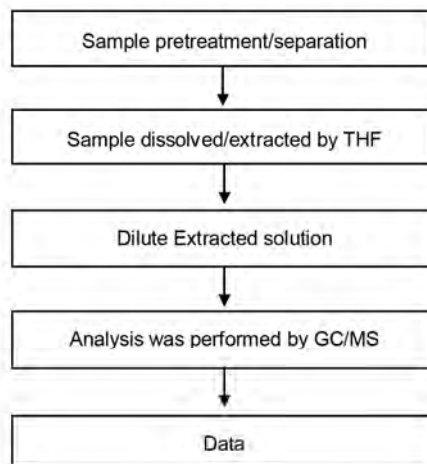 Sample pretreatment/separation
Sample dissolved/extracted by THF
Dilute Extracted solution
Analysis was performed by GC/MS
Data